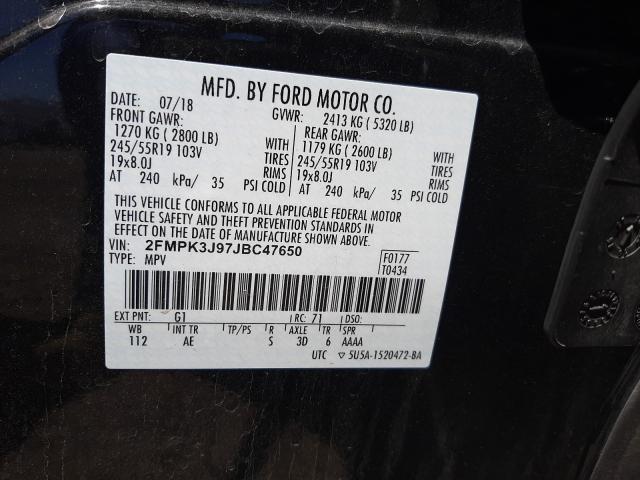 MFD. BY FORD MOTOR CO.
DATE: 07/18 GVWR: 2413 KG ( 5320 LB)
FRONT GAWR: REAR GAWR:
1270 KG ( 2800 LB) WITH 1179 KG ( 2600 LB) WITH
245/55R19 103V TIRES 245/55R19 103V TIRES
19x8.0J RIMS 19x8.0J RIMS
AT 240 kPa/ 35 PSI COLD AT 240 kPa/ 35 PSI COLD
THIS VEHICLE CONFORMS TO ALL APPLICABLE FEDERAL MOTOR
VEHICLE SAFETY AND THEFT PREVENTION STANDARDS IN
EFFECT ON THE DATE OF MANUFACTURE SHOWN ABOVE.
VIN: 2FMPK3J97JBC47650 F0177
TYPE: MPV T0434
EXT PNT: G1 RC: 71 DSO:
WB INT TR TP/PS R AXLE TR SPR
112 AE S 3D 6 AAAA
UTC ▽ 5U5A-1520472-BA